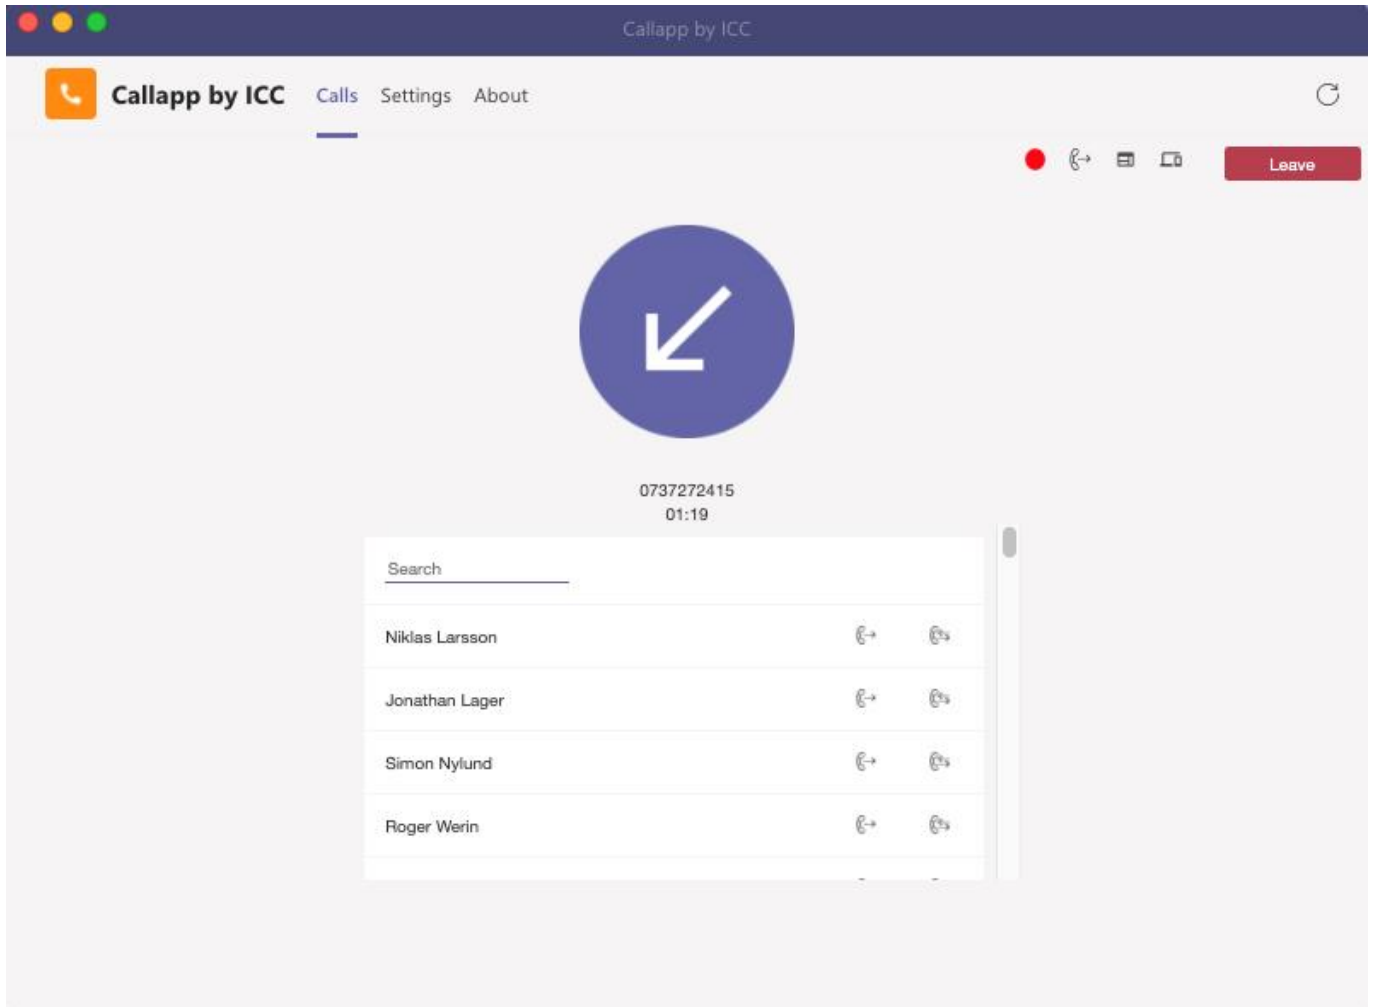 Callapp by ICC
Callapp by ICC Calls Settings About
Leave
0737272415
01:19
Search
Niklas Larsson
Jonathan Lager
Simon Nylund
Roger Werin